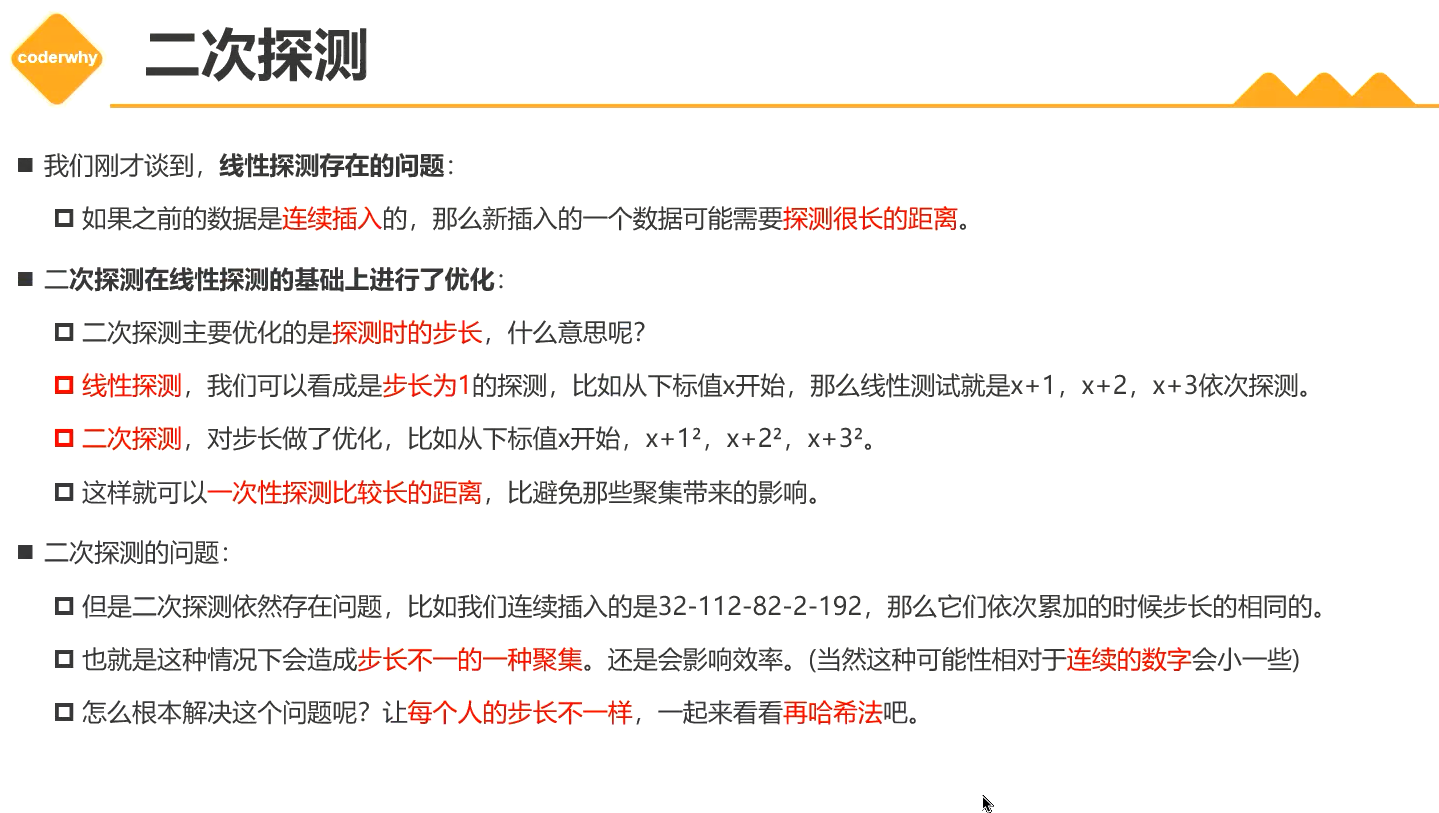 coderwhy
二次探测
我们刚才谈到，线性探测存在的问题：
如果之前的数据是连续插入的，那么新插入的一个数据可能需要探测很长的距离。
二次探测在线性探测的基础上进行了优化：
二次探测主要优化的是探测时的步长，什么意思呢？
线性探测，我们可以看成是步长为1的探测，比如从下标值x开始，那么线性测试就是x+1，x+2，x+3依次探测。
二次探测，对步长做了优化，比如从下标值x开始，x+1²，x+2²，x+3²。
这样就可以一次性探测比较长的距离，比避免那些聚集带来的影响。
二次探测的问题：
但是二次探测依然存在问题，比如我们连续插入的是32-112-82-2-192，那么它们依次累加的时候步长的相同的。
也就是这种情况下会造成步长不一的一种聚集。还是会影响效率。(当然这种可能性相对于连续的数字会小一些)
怎么根本解决这个问题呢？让每个人的步长不一样，一起来看看再哈希法吧。